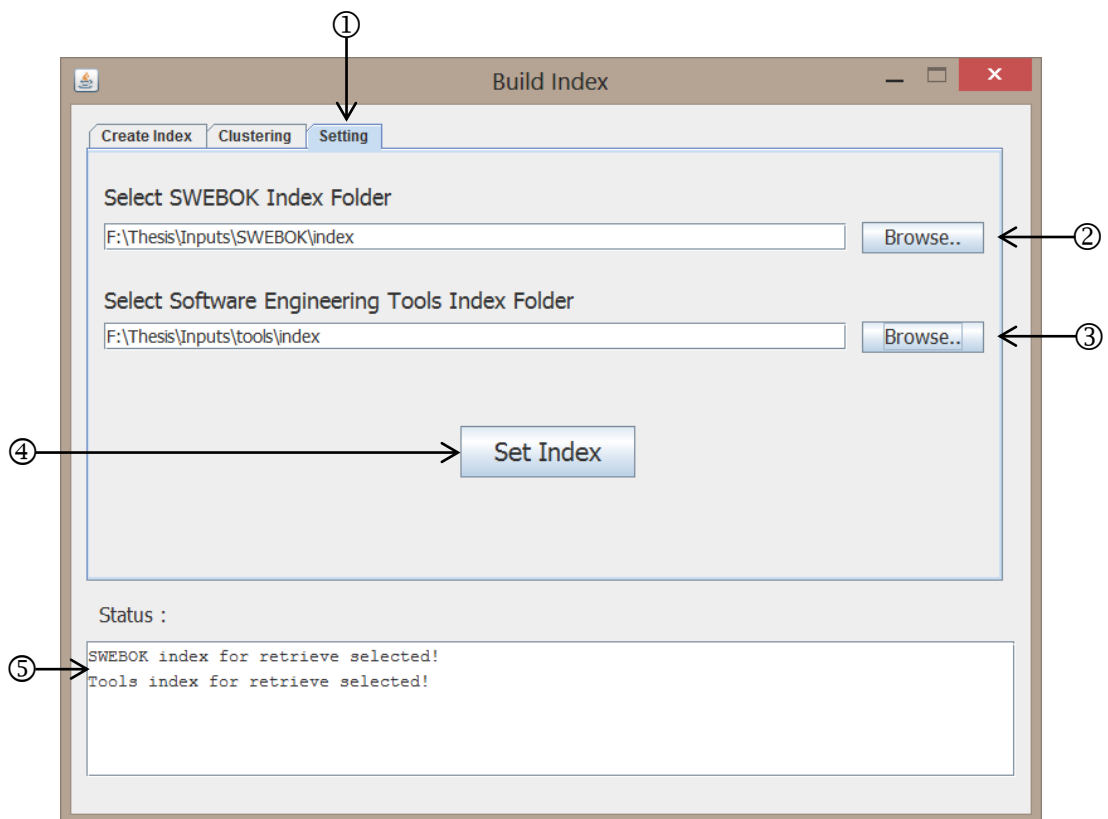 ①
Build Index
Create Index Clustering Setting
Select SWEBOK Index Folder
F:\Thesis\Inputs\SWEBOK\index Browse.. ②
Select Software Engineering Tools Index Folder
F:\Thesis\Inputs\tools\index Browse.. ③
④ Set Index
Status :
⑤ SWEBOK index for retrieve selected!
Tools index for retrieve selected!